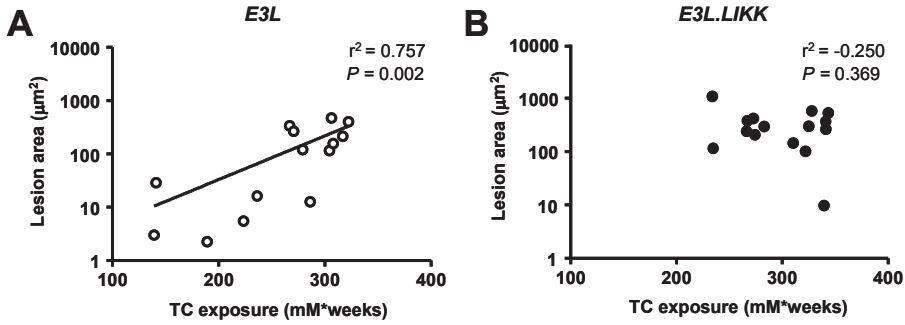 A
E3L
r2 = 0.757
P = 0.002
Lesion area (μm2)
10000
1000
100
10
1
100
200
300
400
TC exposure (mM*weeks)
B
E3L.LIKK
r2 = -0.250
P = 0.369
Lesion area (μm2)
10000
1000
100
10
1
100
200
300
400
TC exposure (mM*weeks)